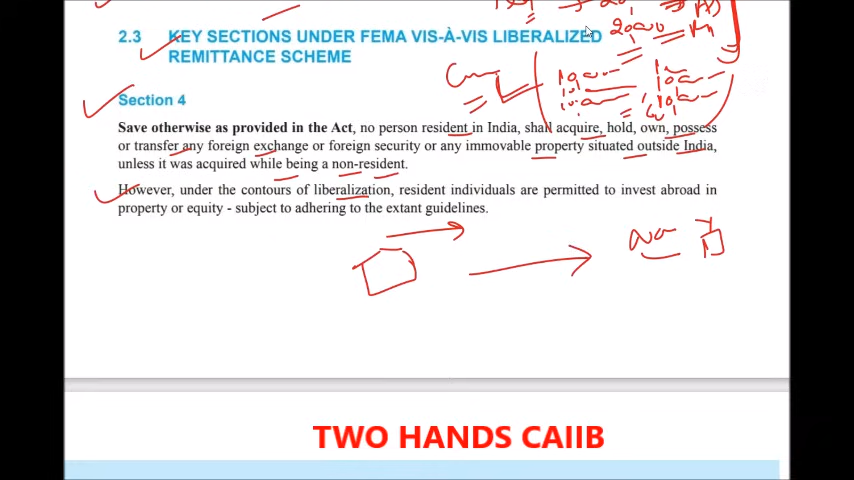 2.3 KEY SECTIONS UNDER FEMA VIS-À-VIS LIBERALIZED
REMITTANCE SCHEME
Section 4
Save otherwise as provided in the Act, no person resident in India, shall acquire, hold, own, possess
or transfer any foreign exchange or foreign security or any immovable property situated outside India,
unless it was acquired while being a non-resident.
However, under the contours of liberalization, resident individuals are permitted to invest abroad in
property or equity - subject to adhering to the extant guidelines.
TWO HANDS CAIIB